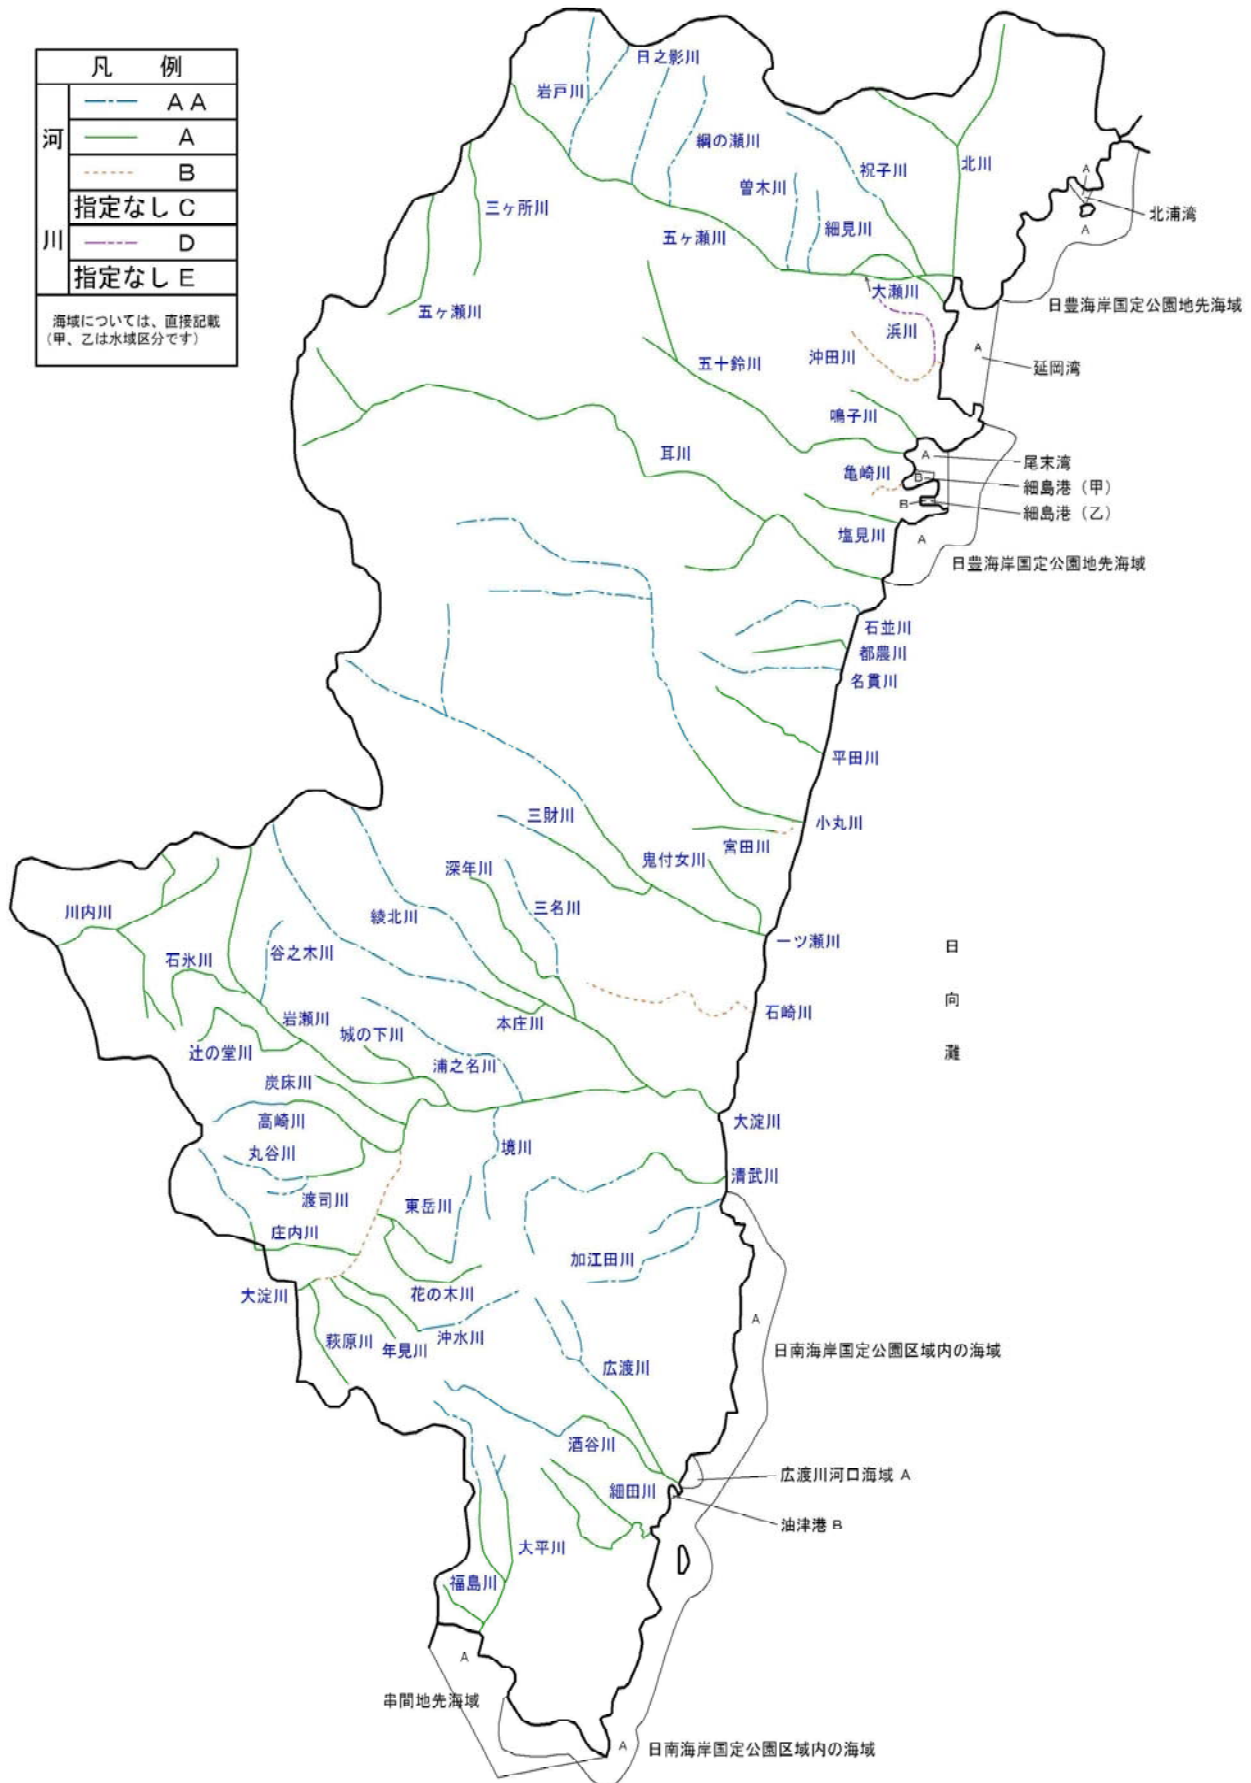 凡 例
河川
AA
A
B
指定なし C
D
指定なし E
海域については、直接記載
(甲、乙は水域区分です)
日之影川
岩戸川
綱の瀬川
祝子川
北川
曽木川
三ヶ所川
細見川
五ヶ瀬川
A
北浦湾
A
大瀬川
日豊海岸国定公園地先海域
五ヶ瀬川
浜川
沖田川
A
五十鈴川
延岡湾
鳴子川
耳川
A
尾末湾
亀崎川
B
細島港(甲)
B
細島港(乙)
塩見川
A
日豊海岸国定公園地先海域
石並川
都農川
名貫川
平田川
三財川
小丸川
宮田川
鬼付女川
深年川
三名川
川内川
綾北川
一ツ瀬川
谷之木川
石氷川
日向灘
石崎川
岩瀬川
本庄川
城の下川
辻の堂川
浦之名川
炭床川
高崎川
大淀川
境川
丸谷川
清武川
渡司川
東岳川
庄内川
加江田川
大淀川
花の木川
A
萩原川
年見川
沖水川
日南海岸国定公園区域内の海域
広渡川
酒谷川
広渡川河口海域 A
細田川
油津港 B
大平川
福島川
A
串間地先海域
A
日南海岸国定公園区域内の海域